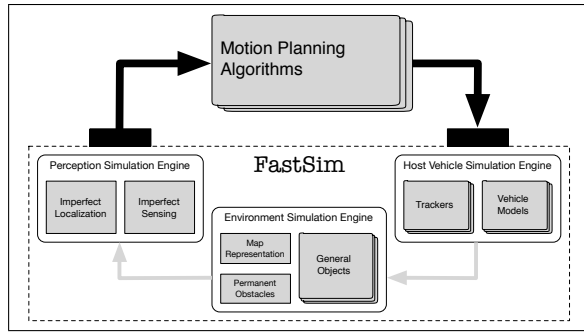 Motion Planning
Algorithms
FastSim
Perception Simulation Engine
Imperfect
Localization
Imperfect
Sensing
Host Vehicle Simulation Engine
Trackers
Vehicle
Models
Environment Simulation Engine
Map
Representation
Permanent
Obstacles
General
Objects